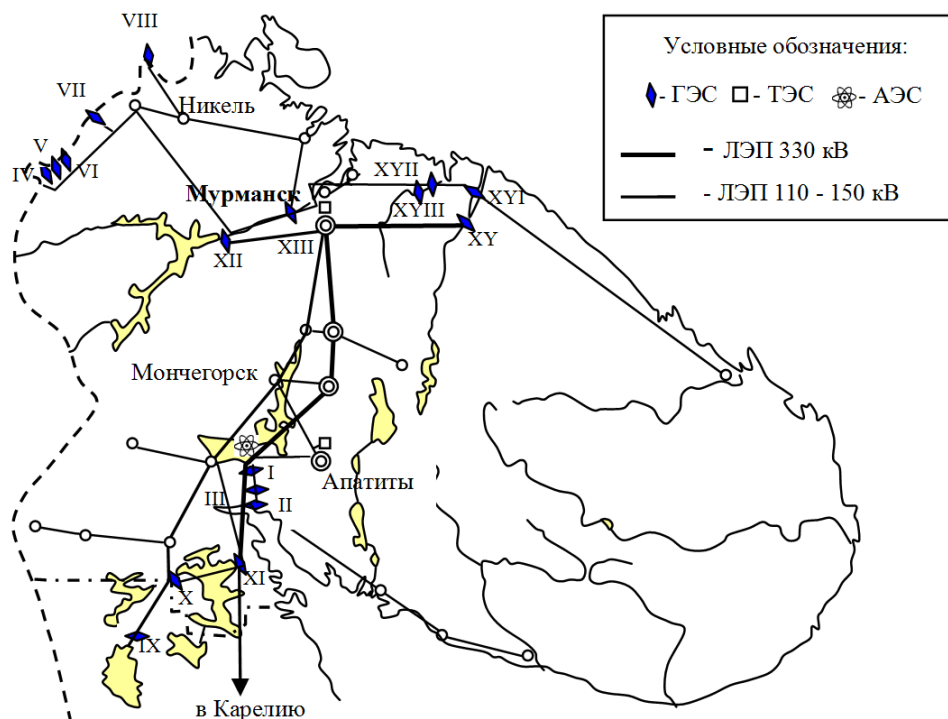 VIII
Условные обозначения:
- ГЭС
- ТЭС
- АЭС
- ЛЭП 330 кВ
- ЛЭП 110 - 150 кВ
VII
Никель
V
IV
VI
XYII
XYI
Мурманск
XYIII
XII
XIII
XY
Мончегорск
I
Апатиты
III
II
XI
X
IX
в Карелию